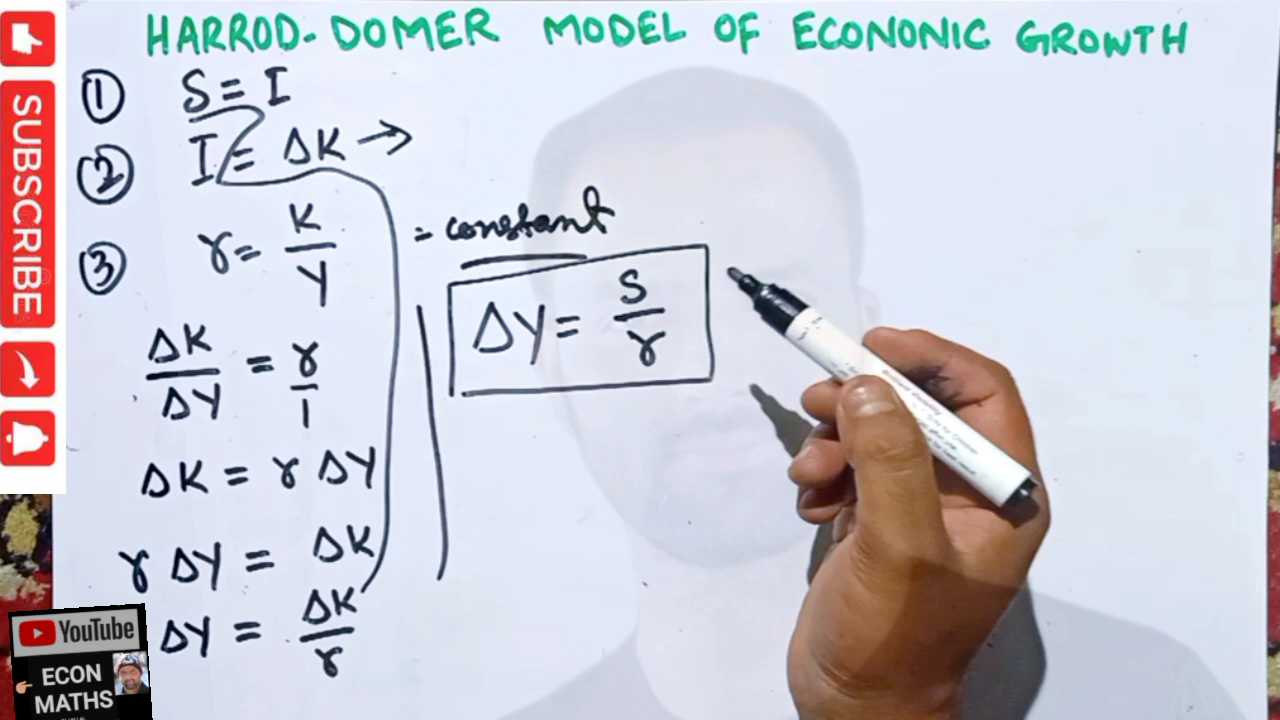 HARROD-DOMER MODEL OF ECONONIC GROWTH
① S = I
② I = ΔK →
③ γ = K/Y = constant
ΔK/ΔY = γ/1
ΔK = γ ΔY
γ ΔY = ΔK
ΔY = ΔK/γ
ΔY = S/γ
SUBSCRIBE
YouTube
ECON
MATHS